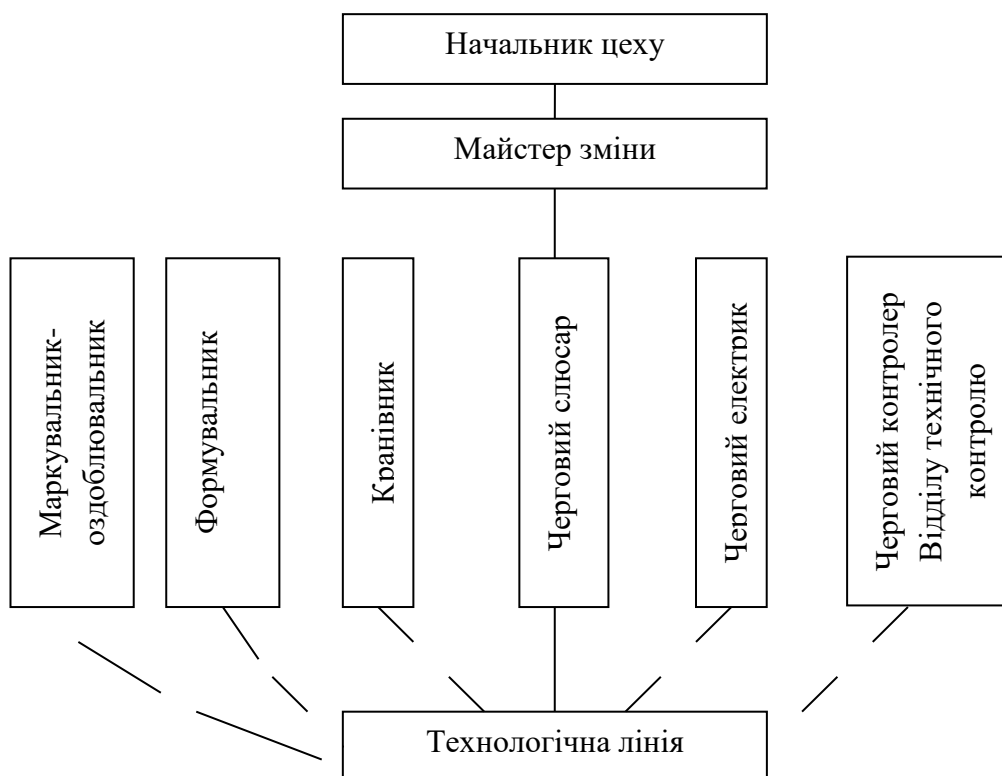 Начальник цеху
Майстер зміни
Маркувальник-
оздоблювальник
Формувальник
Кранівник
Черговий слюсар
Черговий електрик
Черговий контролер
Відділу технічного
контролю
Технологічна лінія